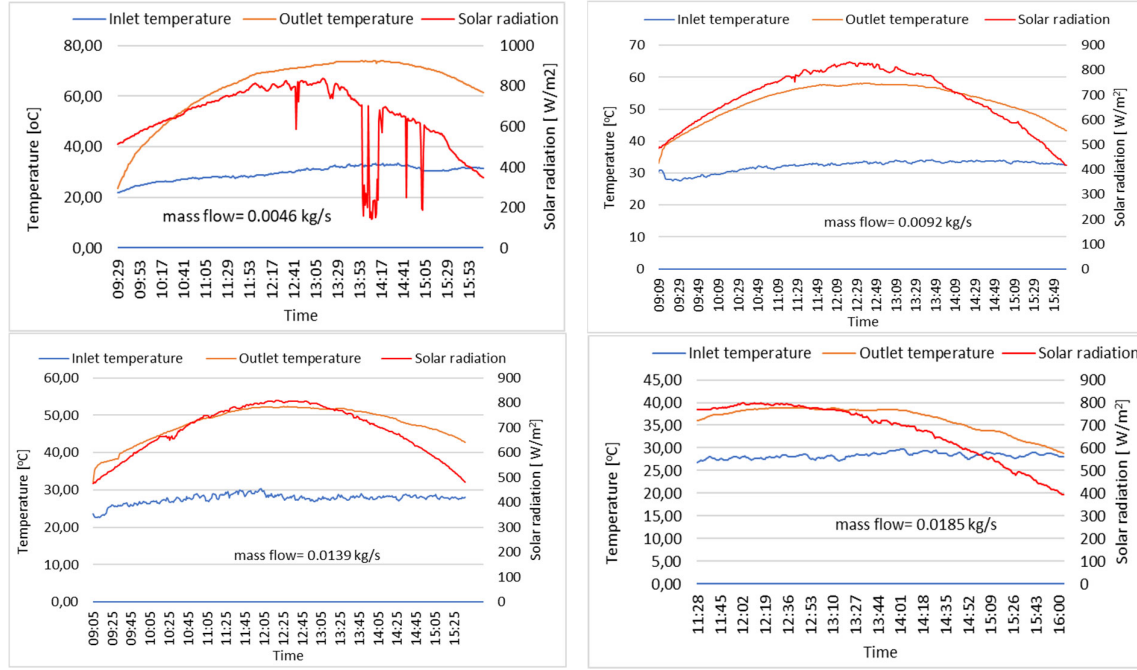 Inlet temperature Outlet temperature Solar radiation
80,00
60,00
40,00
20,00
0,00
Temperature [oC]
1000
800
600
400
200
0
Solar radiation [ W/m2]
mass flow= 0.0046 kg/s
09:29 09:53 10:17 10:41 11:05 11:29 11:53 12:17 12:41 13:05 13:29 13:53 14:17 14:41 15:05 15:29 15:53
Time
Inlet temperature Outlet temperature Solar radiation
70
60
50
40
30
20
10
0
Temperature [ºC]
900
800
700
600
500
400
300
200
100
0
Solar radiation [ W/m²]
mass flow= 0.0092 kg/s
09:09 09:29 09:49 10:09 10:29 10:49 11:09 11:29 11:49 12:09 12:29 12:49 13:09 13:29 13:49 14:09 14:29 14:49 15:09 15:29 15:49
Time
Inlet temperature Outlet temperature Solar radiation
60,00
50,00
40,00
30,00
20,00
10,00
0,00
Temperature [ºC]
900
800
700
600
500
400
300
200
100
0
Solar radiation [ W/m²]
mass flow= 0.0139 kg/s
09:05 09:25 09:45 10:05 10:25 10:45 11:05 11:25 11:45 12:05 12:25 12:45 13:05 13:25 13:45 14:05 14:25 14:45 15:05 15:25
Time
Inlet temperature Outlet temperature Solar radiation
45,00
40,00
35,00
30,00
25,00
20,00
15,00
10,00
5,00
0,00
Temperature [ºC]
900
800
700
600
500
400
300
200
100
0
Solar radiation [ W/m²]
mass flow= 0.0185 kg/s
11:28 11:45 12:02 12:19 12:36 12:53 13:10 13:27 13:44 14:01 14:18 14:35 14:52 15:09 15:26 15:43 16:00
Time